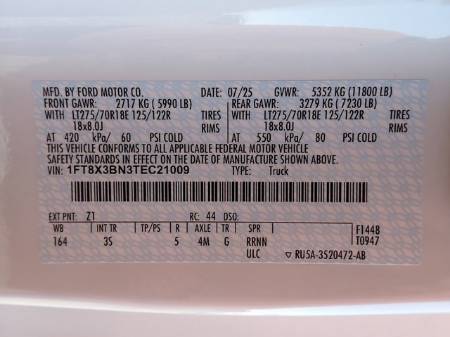 MFD. BY FORD MOTOR CO. DATE: 07/25 GVWR: 5352 KG (11800 LB)
FRONT GAWR: 2717 KG (5990 LB) REAR GAWR: 3279 KG (7230 LB)
WITH LT275/70R18E 125/122R TIRES WITH LT275/70R18E 125/122R TIRES
18x8.0J RIMS 18x8.0J RIMS
AT 420 kPa/ 60 PSI COLD AT 550 kPa/ 80 PSI COLD
THIS VEHICLE CONFORMS TO ALL APPLICABLE FEDERAL MOTOR VEHICLE
SAFETY STANDARDS IN EFFECT ON THE DATE OF MANUFACTURE SHOWN ABOVE.
VIN: 1FT8X3BN3TEC21009 TYPE: Truck
EXT PNT: Z1 RC: 44 DSO:
WB INT TR TP/PS R AXLE TR SPR F1448
164 3S 5 4M G RRNN T0947
ULC ▽ RUSA-3520472-AB